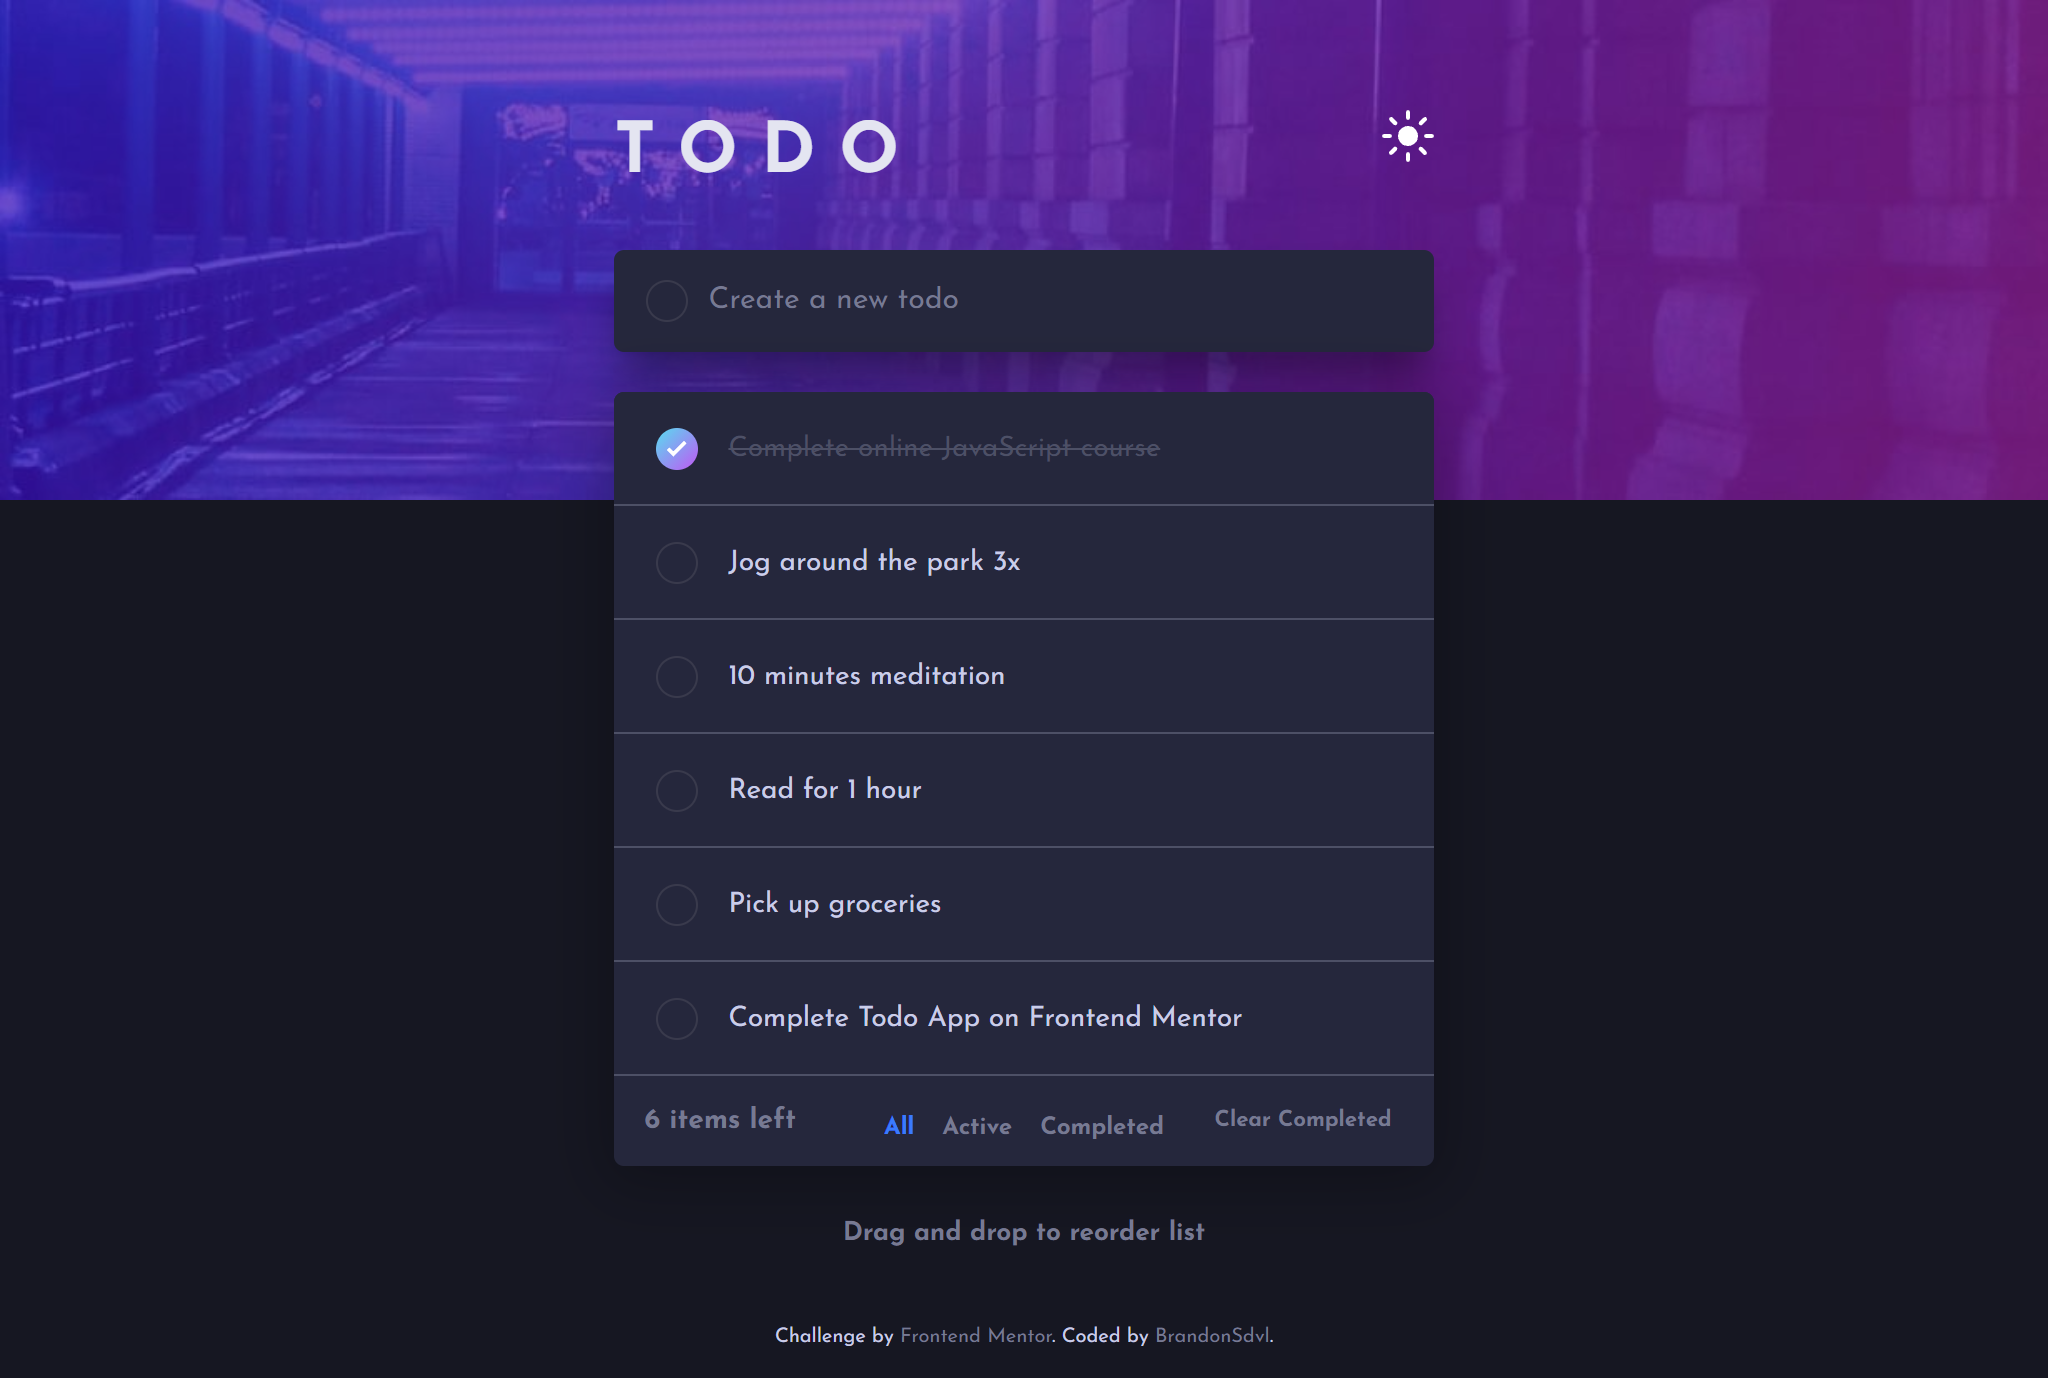 TODO
Create a new todo
Complete online JavaScript course
Jog around the park 3x
10 minutes meditation
Read for 1 hour
Pick up groceries
Complete Todo App on Frontend Mentor
6 items left All Active Completed Clear Completed
Drag and drop to reorder list
Challenge by Frontend Mentor. Coded by BrandonSdvl.